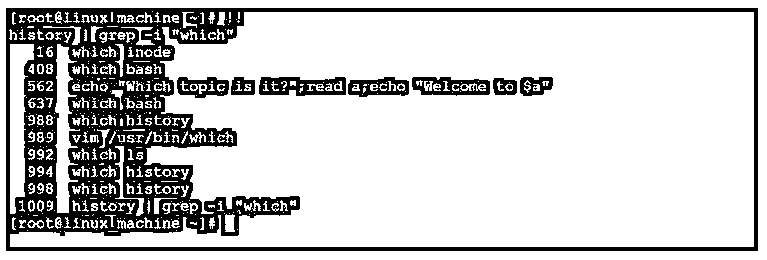 [root@linux|machine ~]# !!
history | grep -i "which"
16 which inode
408 which bash
562 echo "Which topic is it?";read a;echo "Welcome to $a"
637 which bash
988 which history
989 vim /usr/bin/which
992 which ls
994 which history
998 which history
1009 history | grep -i "which"
[root@linux|machine ~]#